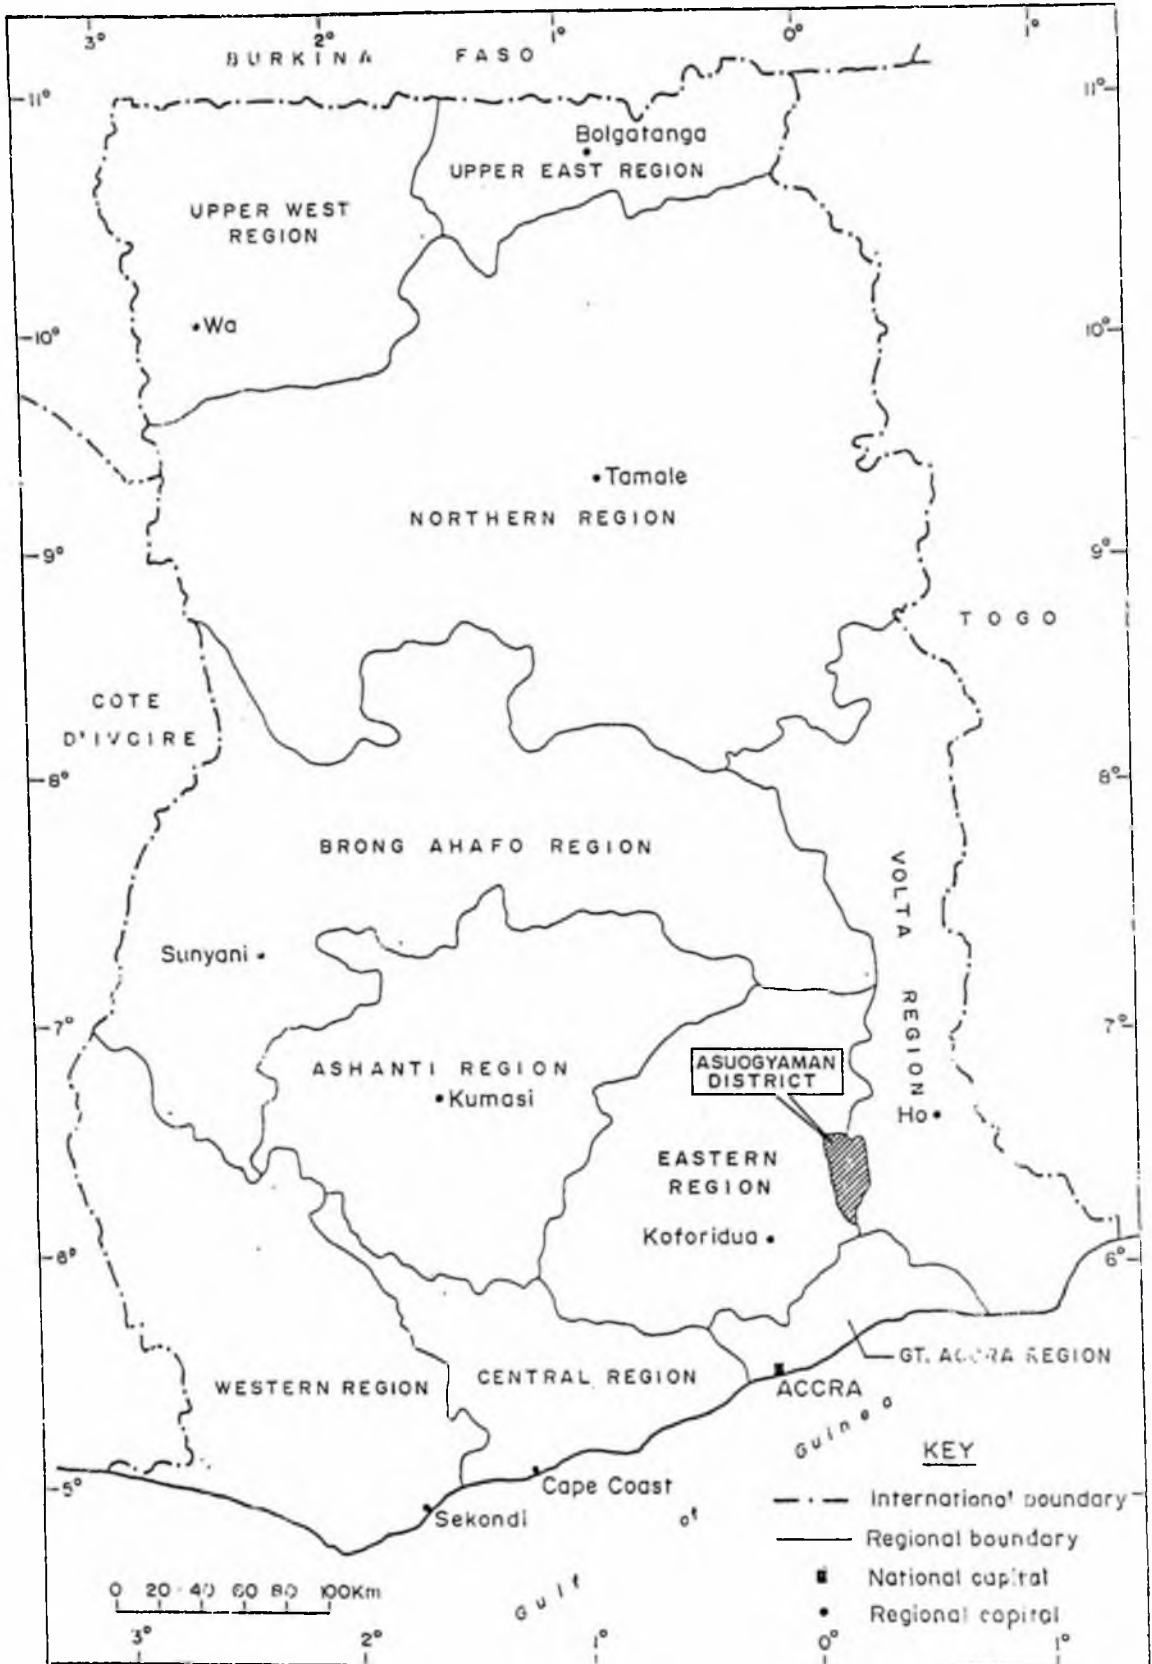 3° 2° 1° 0° 1°
BURKINA FASO
11° 11°
Bolgatanga
UPPER EAST REGION
UPPER WEST
REGION
Wa
10° 10°
Tamale
NORTHERN REGION
9° 9°
TOGO
COTE
D'IVOIRE
8° 8°
BRONG AHAFO REGION
VOLTA REGION
Sunyani
7° 7°
ASUOGYAMAN
DISTRICT
ASHANTI REGION
Kumasi
Ho
EASTERN
REGION
Koforidua
6° 6°
GT. ACCRA REGION
CENTRAL REGION
WESTERN REGION
ACCRA
Gulf of Guinea
KEY
5°
Cape Coast
Sekondi
International boundary
Regional boundary
National capital
Regional capital
0 20 40 60 80 100Km
3° 2° 1° 0° 1°